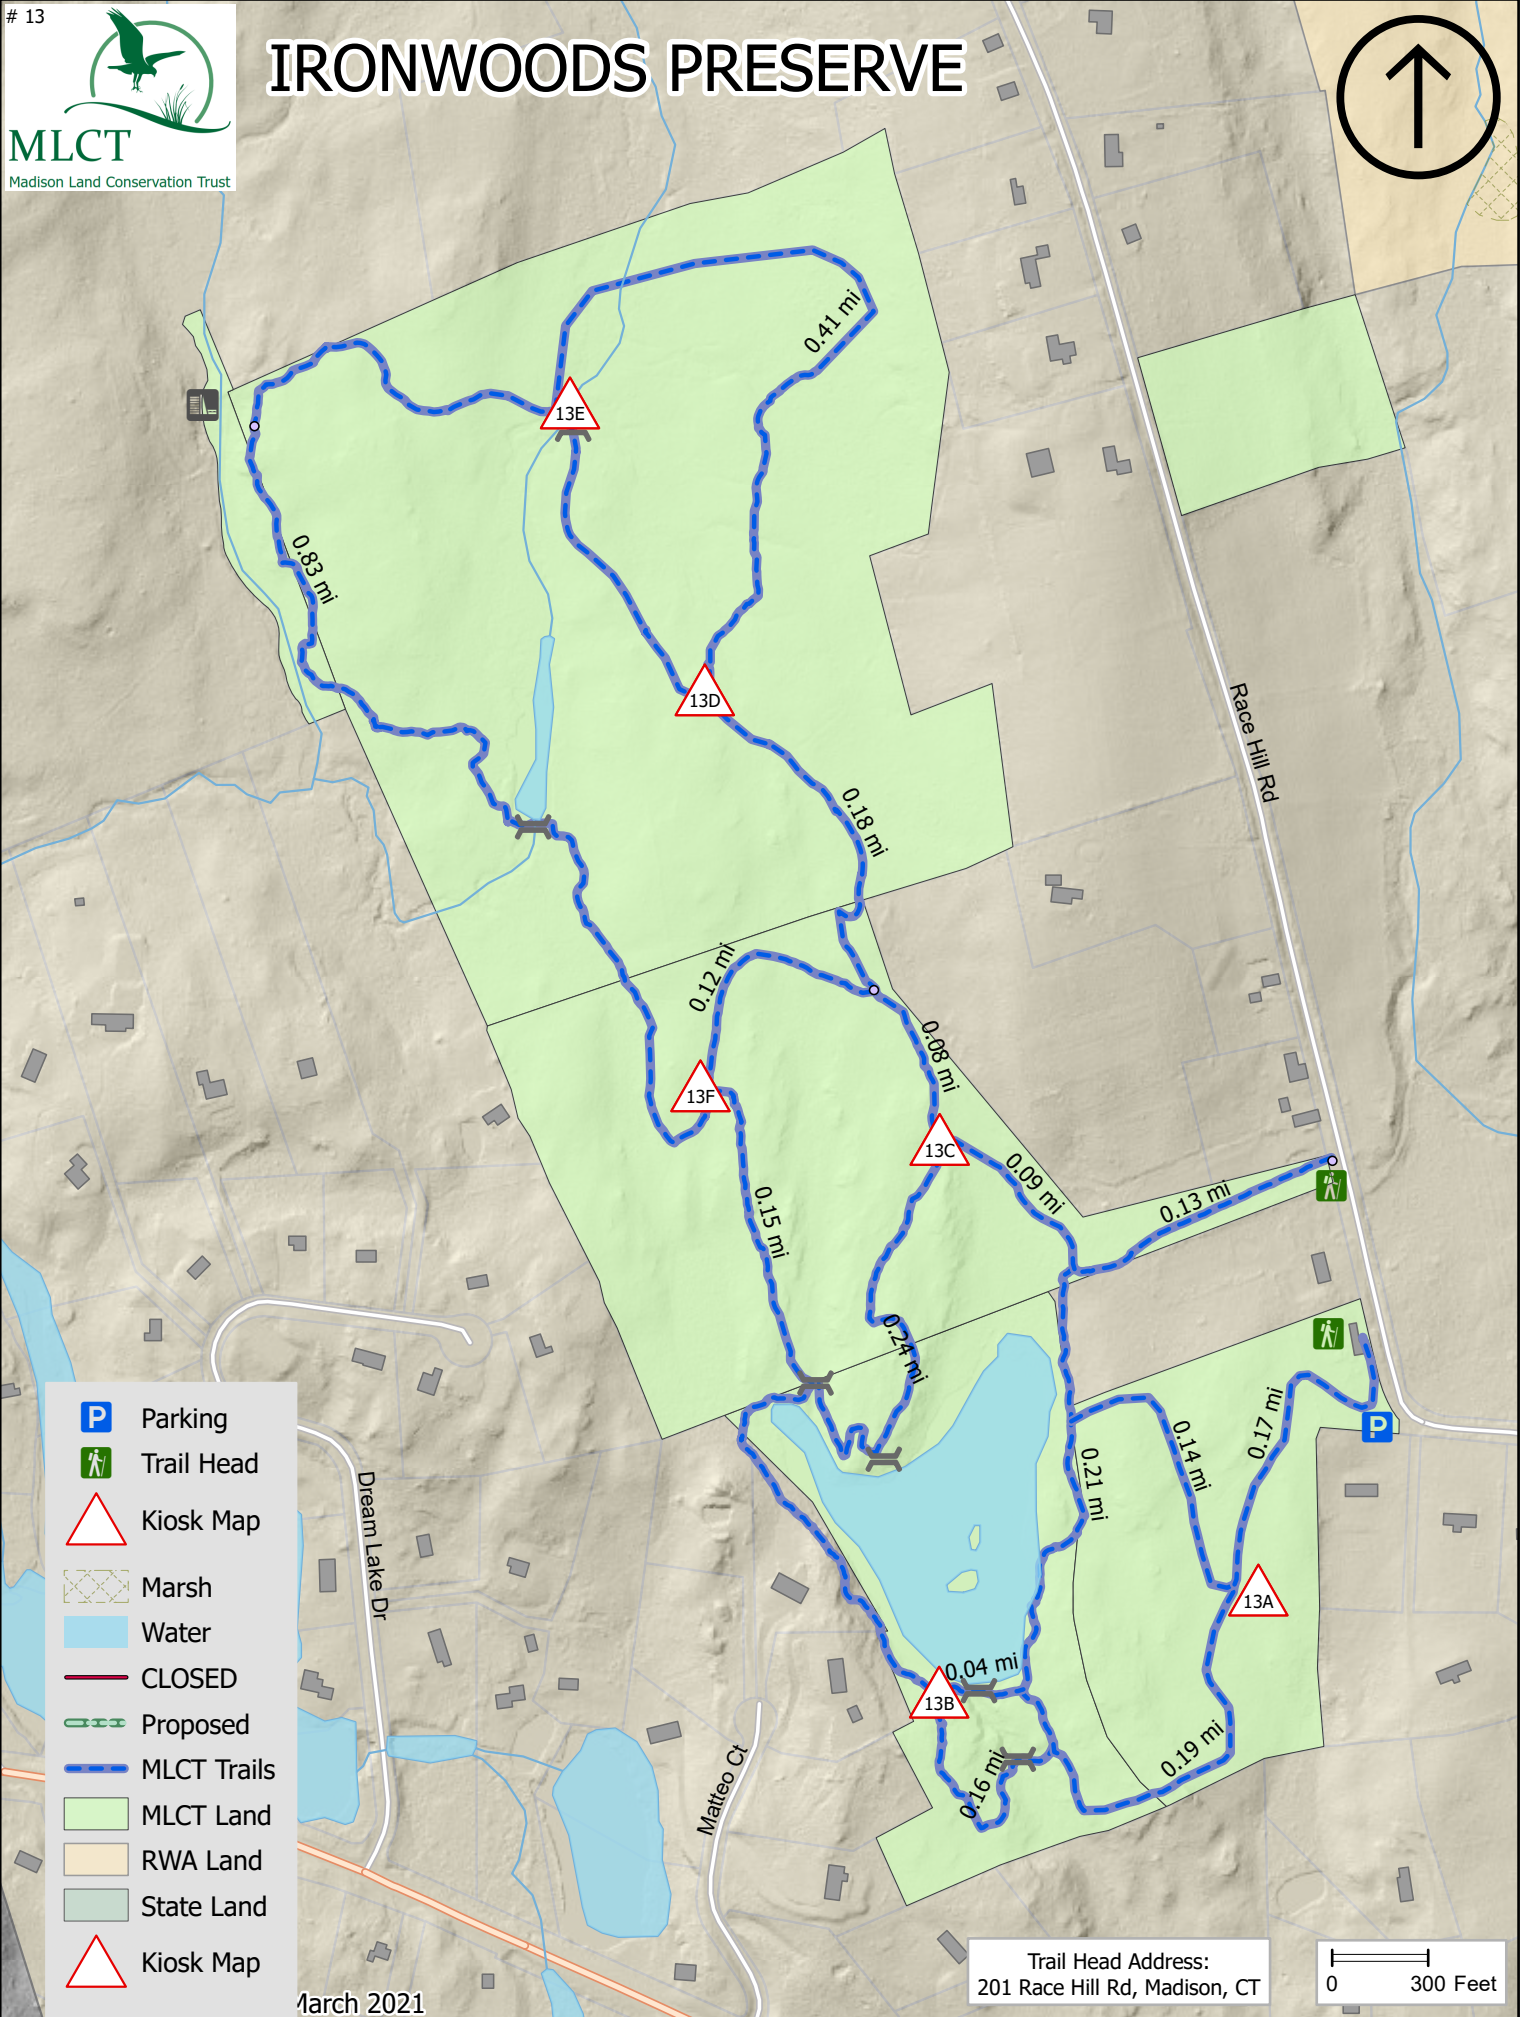 # 13
MLCT
Madison Land Conservation Trust
IRONWOODS PRESERVE
0.41 mi
13E
0.83 mi
13D
Race Hill Rd
0.18 mi
0.12 mi
0.08 mi
13F
13C
0.09 mi
0.13 mi
0.15 mi
0.24 mi
0.17 mi
0.14 mi
0.21 mi
P
13A
0.04 mi
13B
0.16 mi
0.19 mi
Dream Lake Dr
Matteo Ct
P Parking
Trail Head
Kiosk Map
Marsh
Water
CLOSED
Proposed
MLCT Trails
MLCT Land
RWA Land
State Land
Kiosk Map
March 2021
Trail Head Address:
201 Race Hill Rd, Madison, CT
0 300 Feet